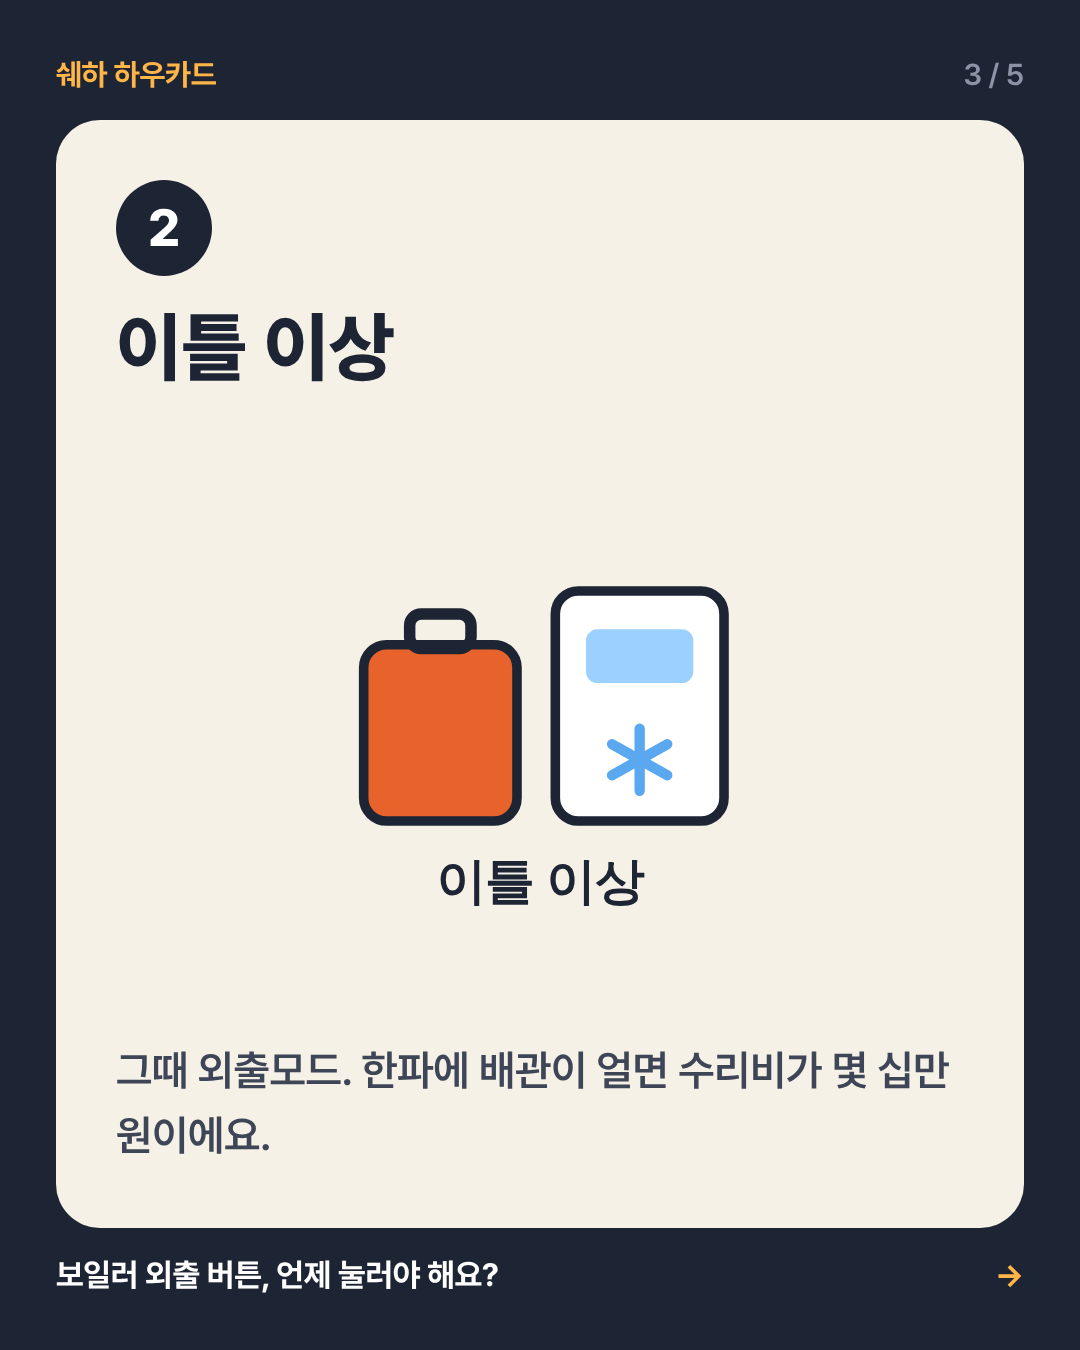 쉐하 하우카드
3 / 5
2
이틀 이상
이틀 이상
그때 외출모드. 한파에 배관이 얼면 수리비가 몇 십만
원이에요.
보일러 외출 버튼, 언제 눌러야 해요?
→